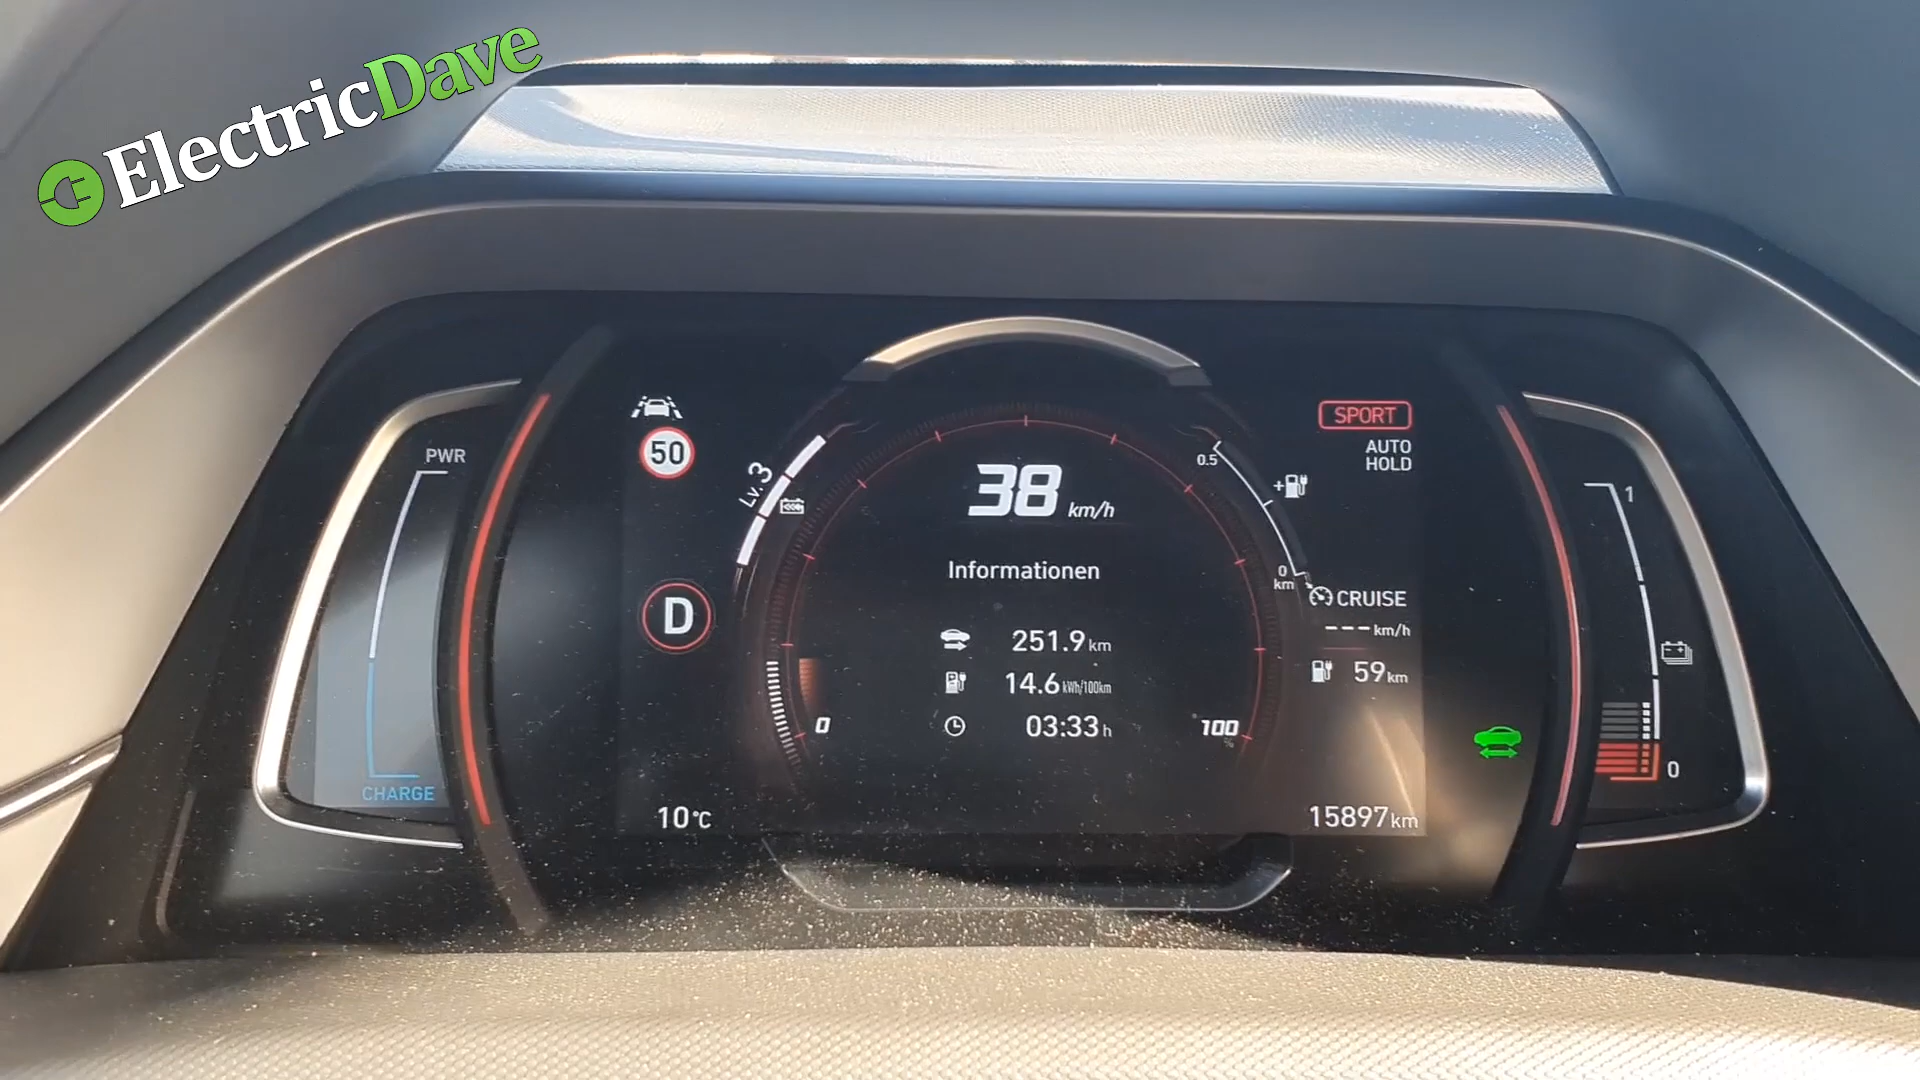 ElectricDave
PWR
CHARGE
50
Lv. 3
D
10°C
38 km/h
Informationen
251.9 km
14.6 kWh/100km
03:33 h
0
100
%
0.5
+
0
km
SPORT
AUTO
HOLD
CRUISE
---km/h
59 km
15897 km
1
0